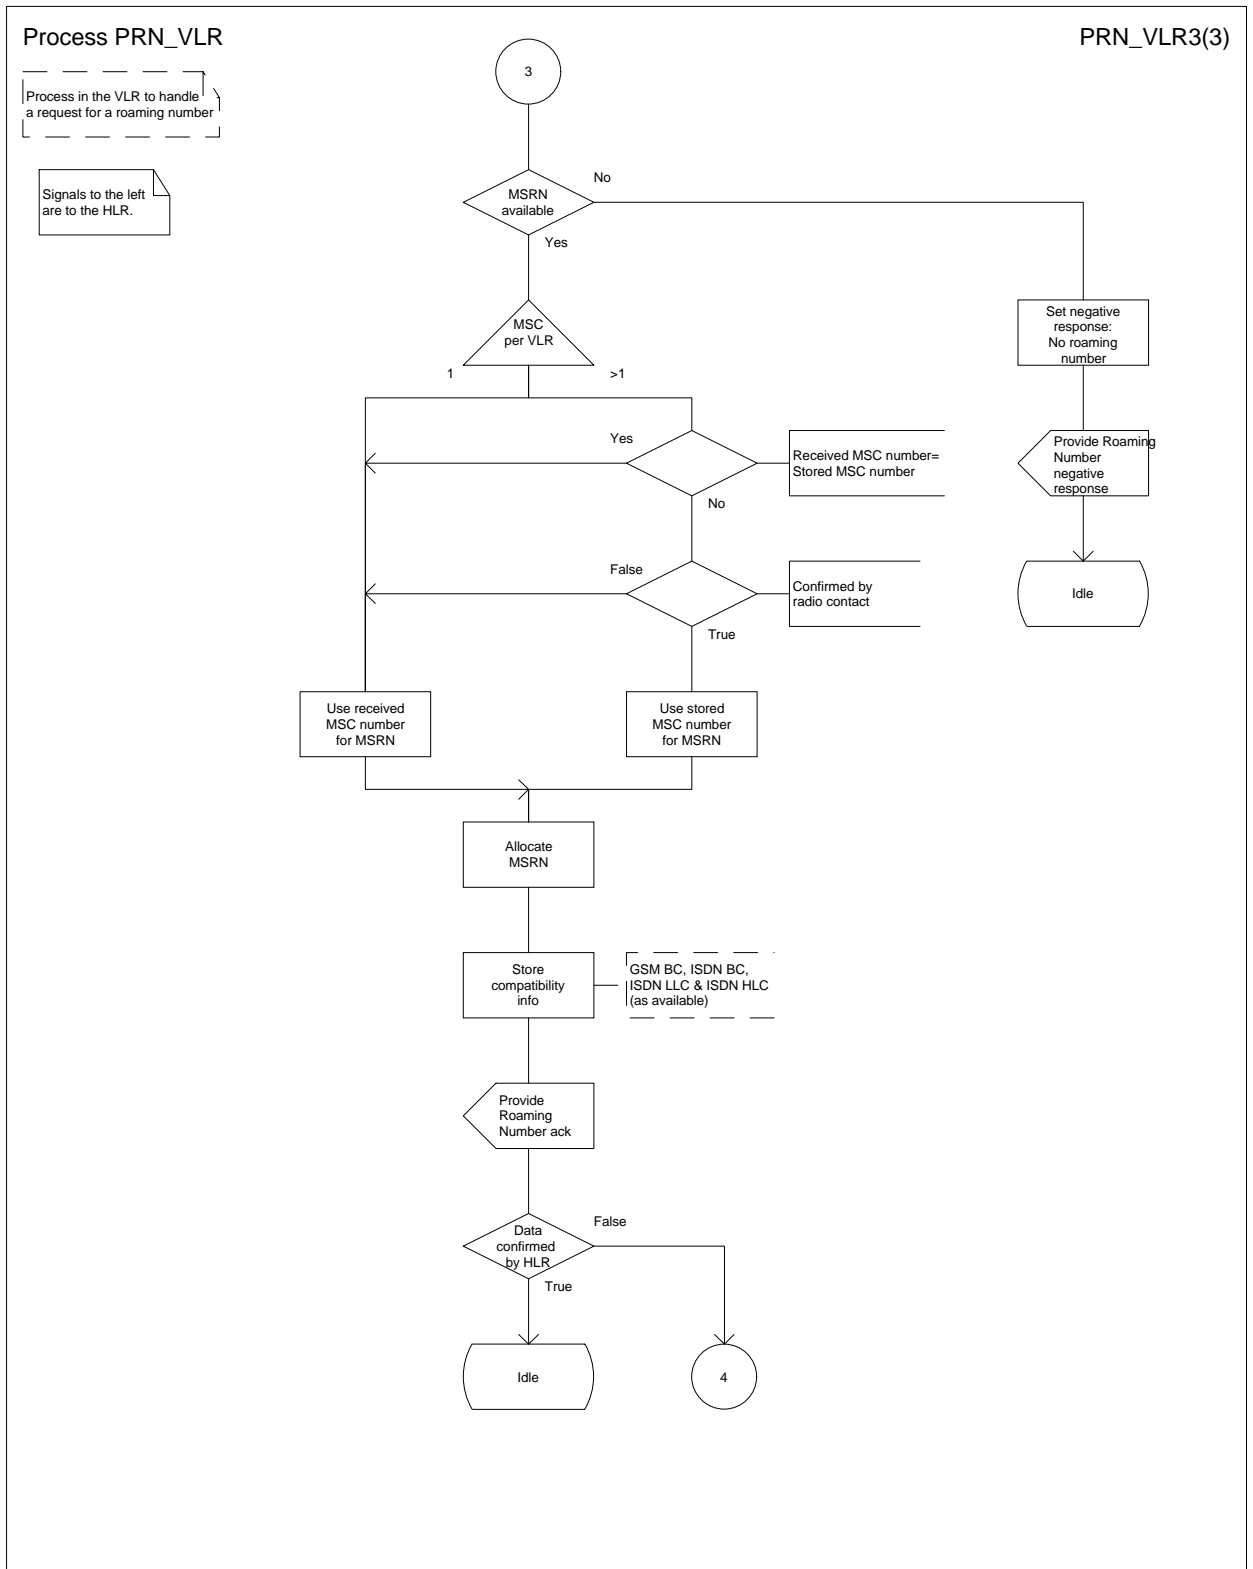 Process PRN_VLR
PRN_VLR3(3)
Process in the VLR to handle
a request for a roaming number
Signals to the left
are to the HLR.
3
MSRN
available
No
Yes
MSC
per VLR
1
>1
Set negative
response:
No roaming
number
Yes
Received MSC number=
Stored MSC number
No
Provide Roaming
Number
negative
response
False
Confirmed by
radio contact
True
Idle
Use received
MSC number
for MSRN
Use stored
MSC number
for MSRN
Allocate
MSRN
Store
compatibility
info
GSM BC, ISDN BC,
ISDN LLC & ISDN HLC
(as available)
Provide
Roaming
Number ack
Data
confirmed
by HLR
False
True
Idle
4